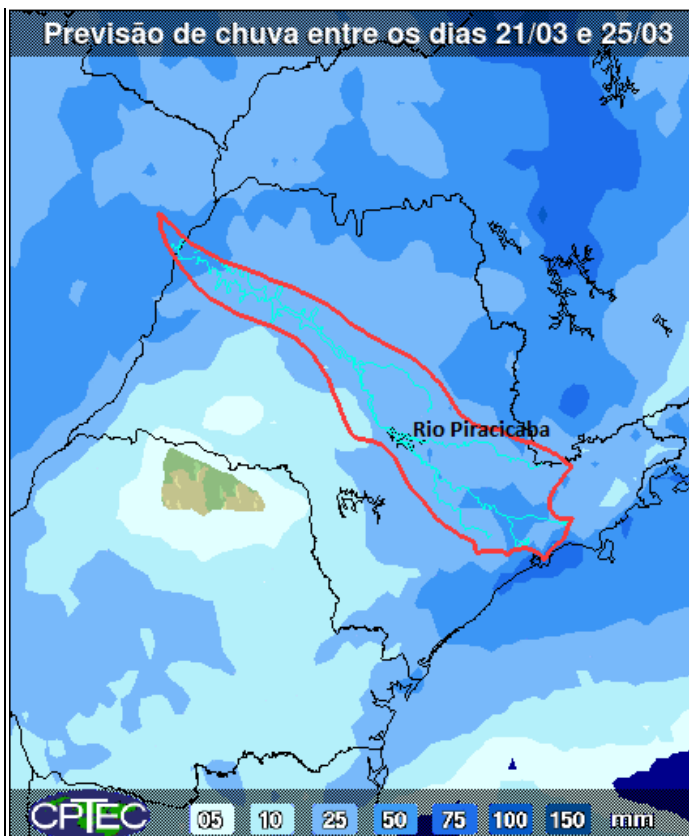 Previsão de chuva entre os dias 21/03 e 25/03
Rio Piracicaba
CPTEC 05 10 25 50 75 100 150 mm